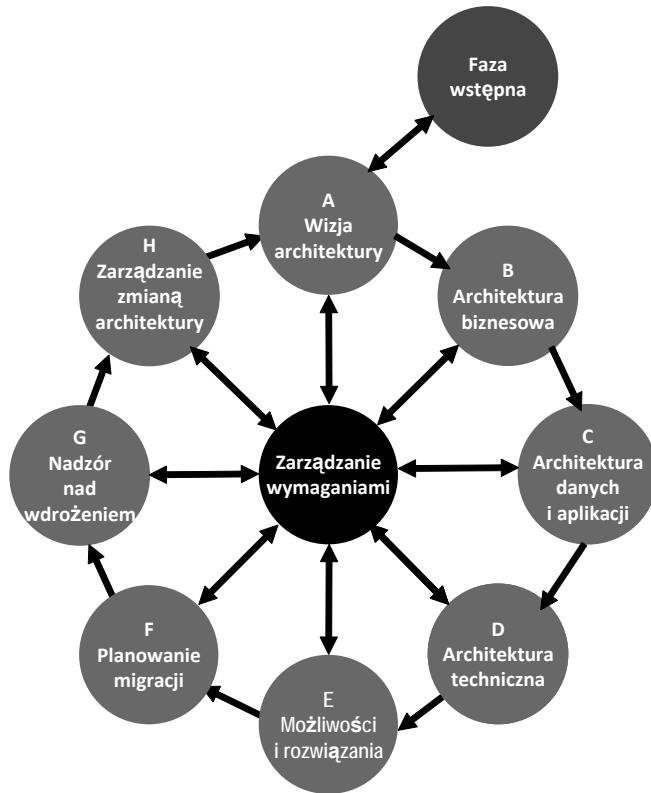 Faza
wstępna
A
Wizja
architektury
H
Zarządzanie
zmianą
architektury
B
Architektura
biznesowa
G
Nadzór
nad
wdrożeniem
Zarządzanie
wymaganiami
C
Architektura
danych
i aplikacji
F
Planowanie
migracji
D
Architektura
techniczna
E
Możliwości
i rozwiązania